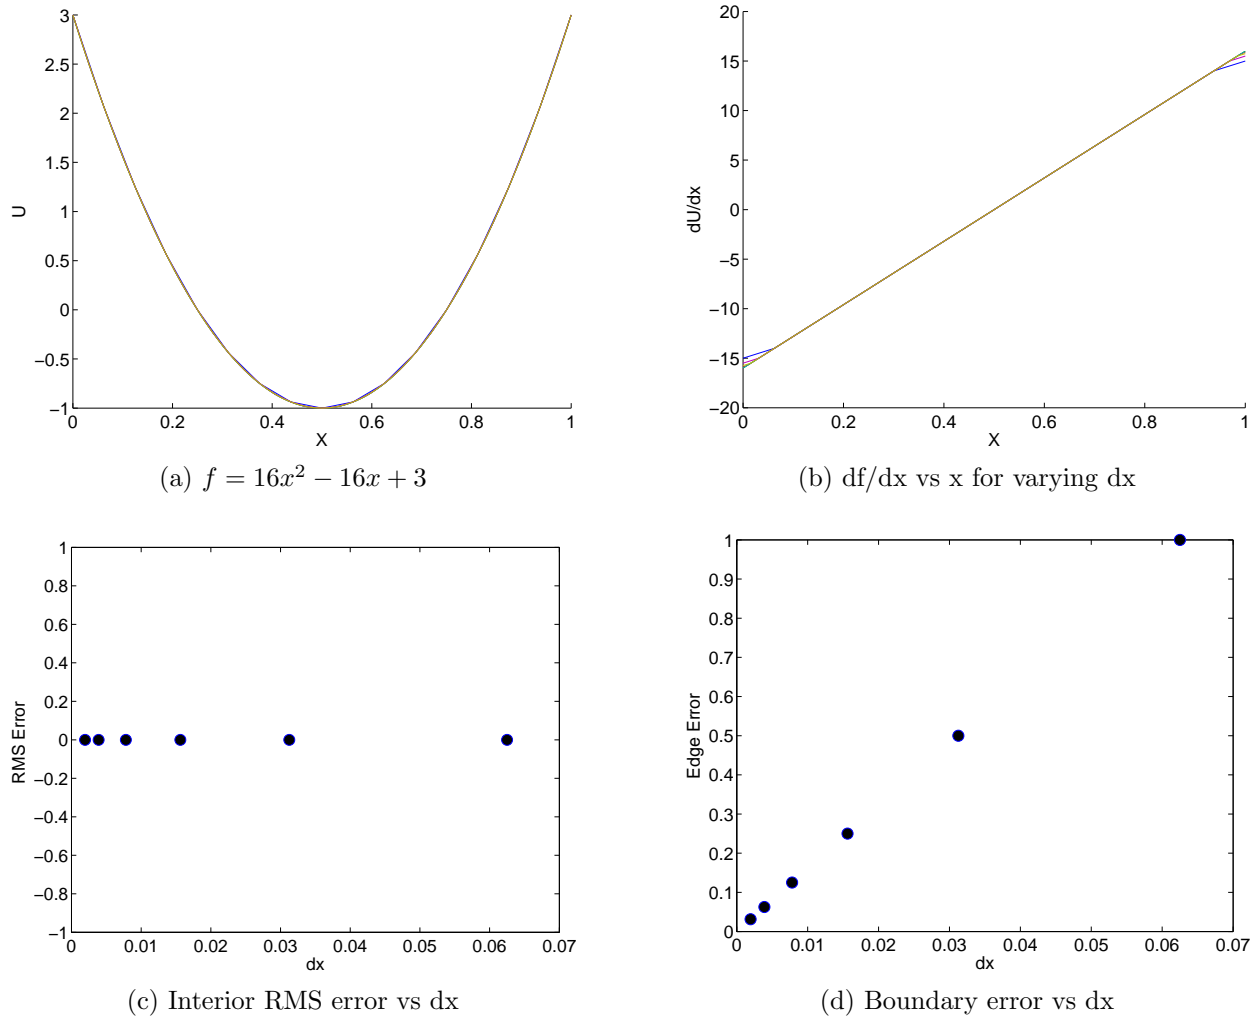 3
2.5
2
1.5
1
0.5
0
−0.5
−1
U
0 0.2 0.4 0.6 0.8 1
X
(a) f = 16x² − 16x + 3
20
15
10
5
0
−5
−10
−15
−20
dU/dx
0 0.2 0.4 0.6 0.8 1
X
(b) df/dx vs x for varying dx
1
0.8
0.6
0.4
0.2
0
−0.2
−0.4
−0.6
−0.8
−1
RMS Error
0 0.01 0.02 0.03 0.04 0.05 0.06 0.07
dx
(c) Interior RMS error vs dx
1
0.9
0.8
0.7
0.6
0.5
0.4
0.3
0.2
0.1
0
Edge Error
0 0.01 0.02 0.03 0.04 0.05 0.06 0.07
dx
(d) Boundary error vs dx